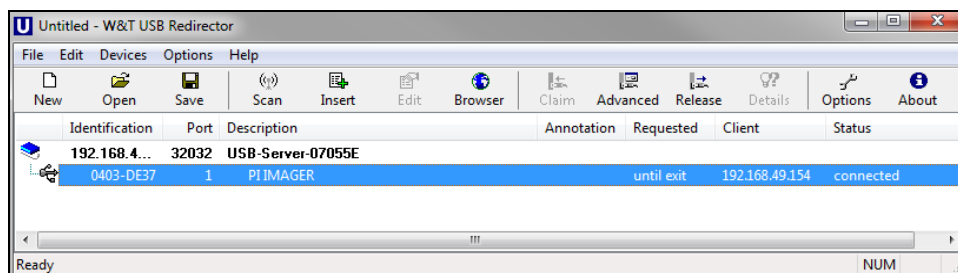 U Untitled - W&T USB Redirector
File Edit Devices Options Help
New Open Save Scan Insert Edit Browser Claim Advanced Release Details Options About
Identification Port Description Annotation Requested Client Status
192.168.4... 32032 USB-Server-07055E
0403-DE37 1 PI IMAGER until exit 192.168.49.154 connected
Ready NUM